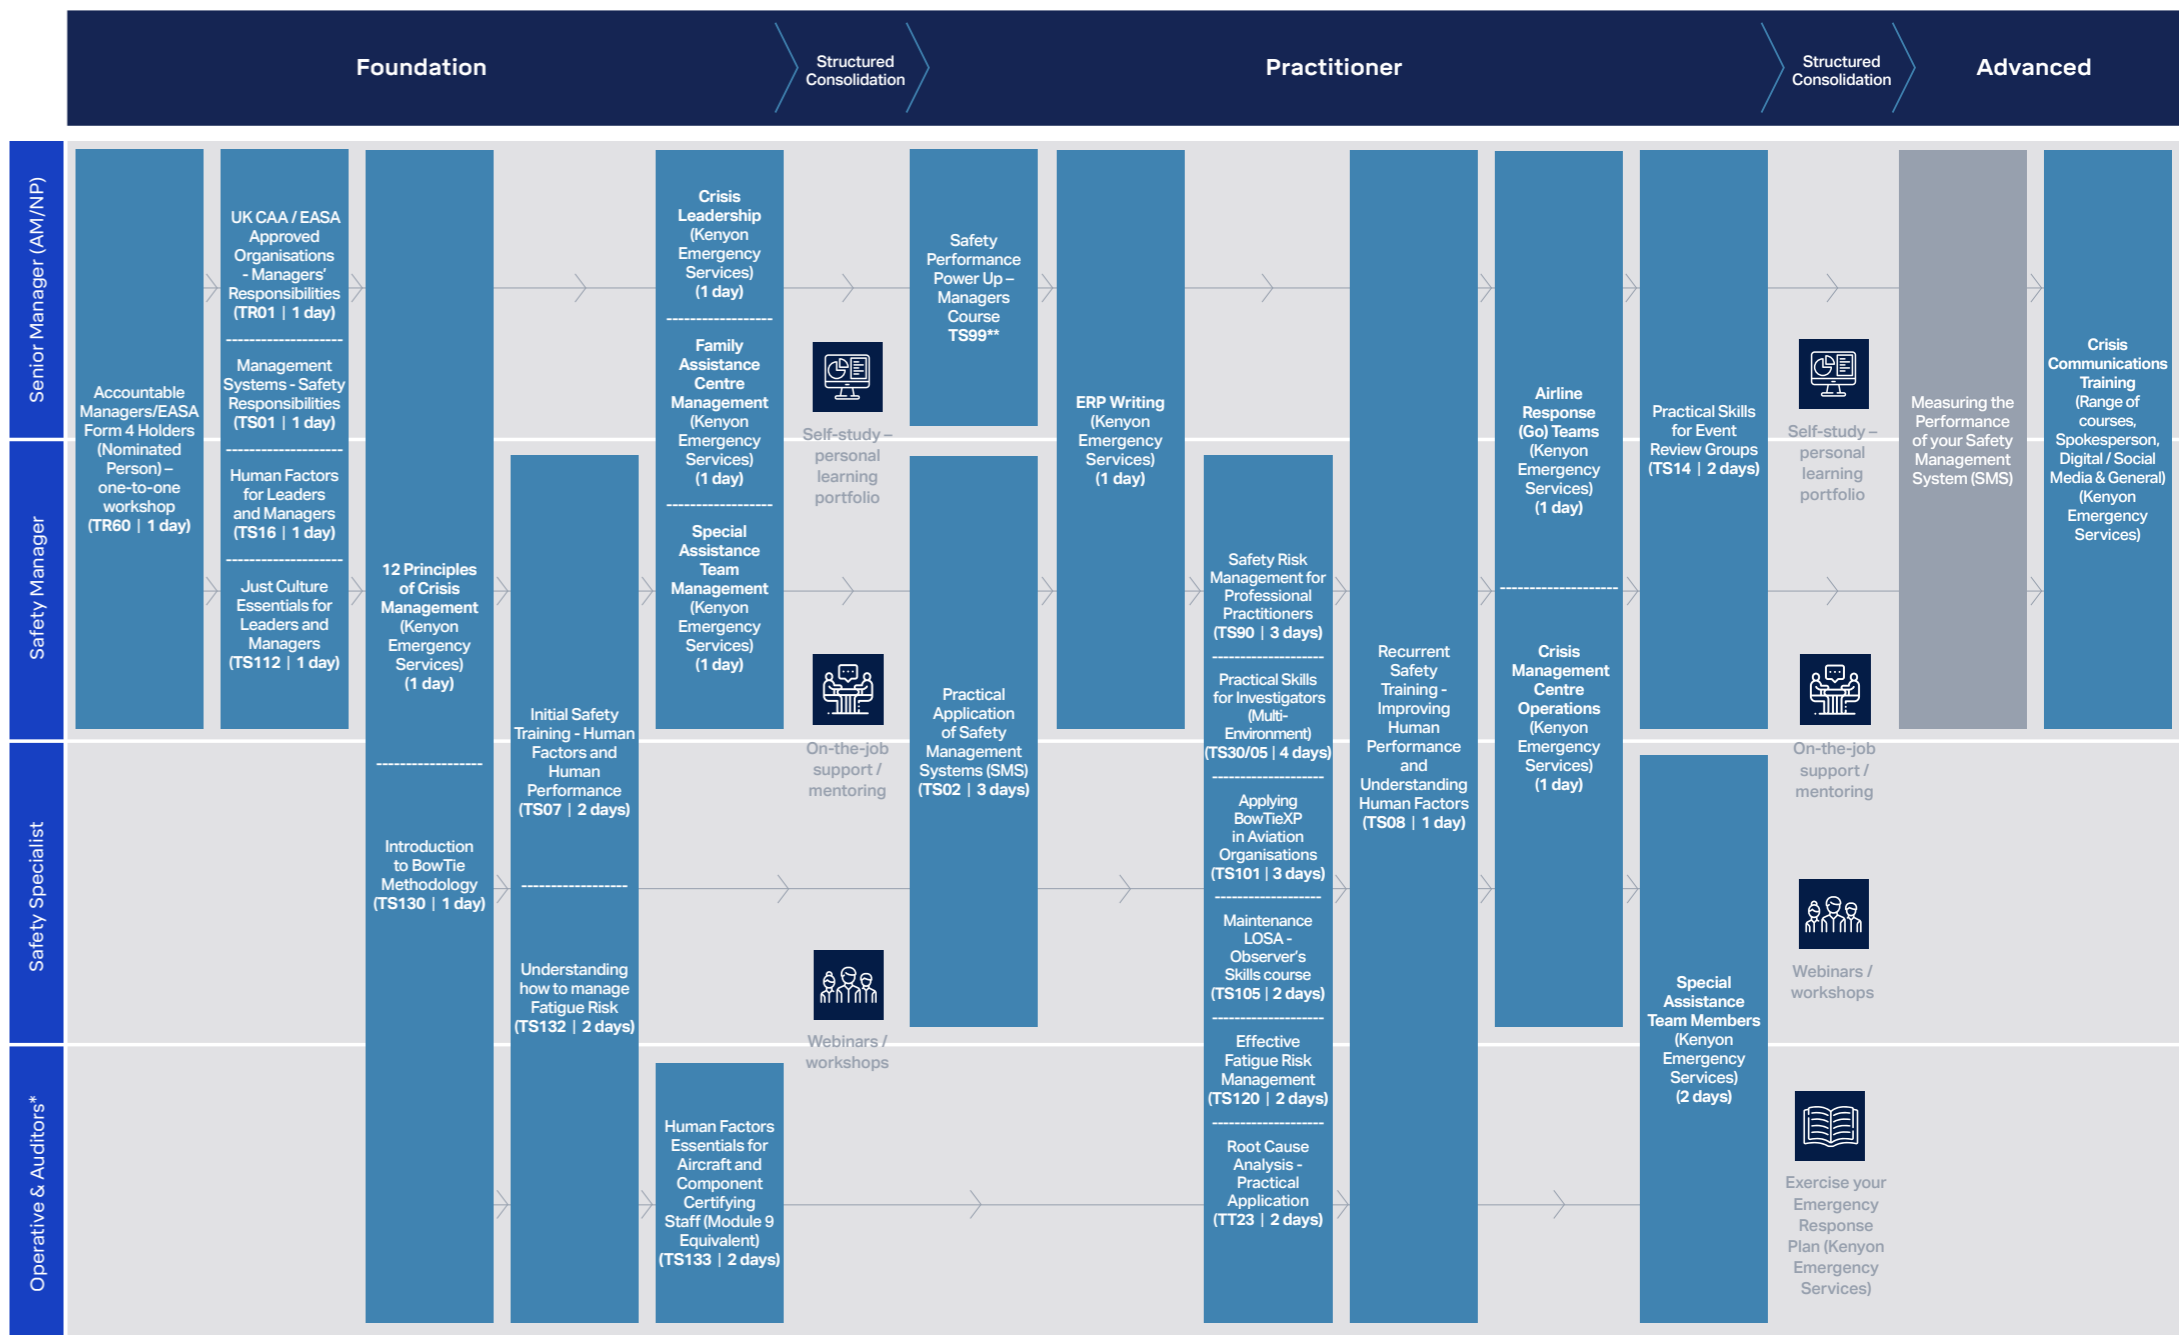 Foundation
Structured
Consolidation
Practitioner
Structured
Consolidation
Advanced
Senior Manager (AM/NP)
Safety Manager
Safety Specialist
Operative & Auditors*
Accountable
Managers/EASA
Form 4 Holders
(Nominated
Person) –
one-to-one
workshop
(TR60 | 1 day)
UK CAA / EASA
Approved
Organisations
- Managers'
Responsibilities
(TR01 | 1 day)
Management
Systems - Safety
Responsibilities
(TS01 | 1 day)
Human Factors
for Leaders
and Managers
(TS16 | 1 day)
Just Culture
Essentials for
Leaders and
Managers
(TS112 | 1 day)
12 Principles
of Crisis
Management
(Kenyon
Emergency
Services)
(1 day)
Introduction
to BowTie
Methodology
(TS130 | 1 day)
Initial Safety
Training - Human
Factors and
Human
Performance
(TS07 | 2 days)
Understanding
how to manage
Fatigue Risk
(TS132 | 2 days)
Crisis
Leadership
(Kenyon
Emergency
Services)
(1 day)
Family
Assistance
Centre
Management
(Kenyon
Emergency
Services)
(1 day)
Special
Assistance
Team
Management
(Kenyon
Emergency
Services)
(1 day)
Human Factors
Essentials for
Aircraft and
Component
Certifying
Staff (Module 9
Equivalent)
(TS133 | 2 days)
Self-study –
personal
learning
portfolio
On-the-job
support /
mentoring
Webinars /
workshops
Safety
Performance
Power Up –
Managers
Course
TS99**
Practical
Application
of Safety
Management
Systems (SMS)
(TS02 | 3 days)
ERP Writing
(Kenyon
Emergency
Services)
(1 day)
Safety Risk
Management for
Professional
Practitioners
(TS90 | 3 days)
Practical Skills
for Investigators
(Multi-
Environment)
(TS30/05 | 4 days)
Applying
BowTieXP
in Aviation
Organisations
(TS101 | 3 days)
Maintenance
LOSA -
Observer's
Skills course
(TS105 | 2 days)
Effective
Fatigue Risk
Management
(TS120 | 2 days)
Root Cause
Analysis -
Practical
Application
(TT23 | 2 days)
Recurrent
Safety
Training -
Improving
Human
Performance
and
Understanding
Human Factors
(TS08 | 1 day)
Airline
Response
(Go) Teams
(Kenyon
Emergency
Services)
(1 day)
Crisis
Management
Centre
Operations
(Kenyon
Emergency
Services)
(1 day)
Practical Skills
for Event
Review Groups
(TS14 | 2 days)
Special
Assistance
Team Members
(Kenyon
Emergency
Services)
(2 days)
Self-study –
personal
learning
portfolio
On-the-job
support /
mentoring
Webinars /
workshops
Exercise your
Emergency
Response
Plan (Kenyon
Emergency
Services)
Measuring the
Performance
of your Safety
Management
System (SMS)
Crisis
Communications
Training
(Range of
courses,
Spokesperson,
Digital / Social
Media & General)
(Kenyon
Emergency
Services)